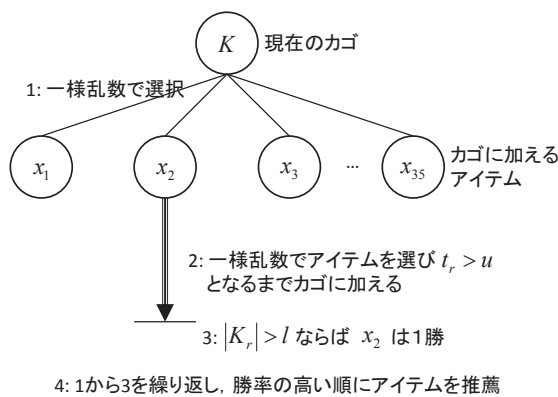 K 現在のカゴ
1: 一様乱数で選択
x₁ x₂ x₃ ... x₃₅ カゴに加えるアイテム
2: 一様乱数でアイテムを選び t_r > u
となるまでカゴに加える
3: |K_r| > l ならば x₂ は1勝
4: 1から3を繰り返し, 勝率の高い順にアイテムを推薦